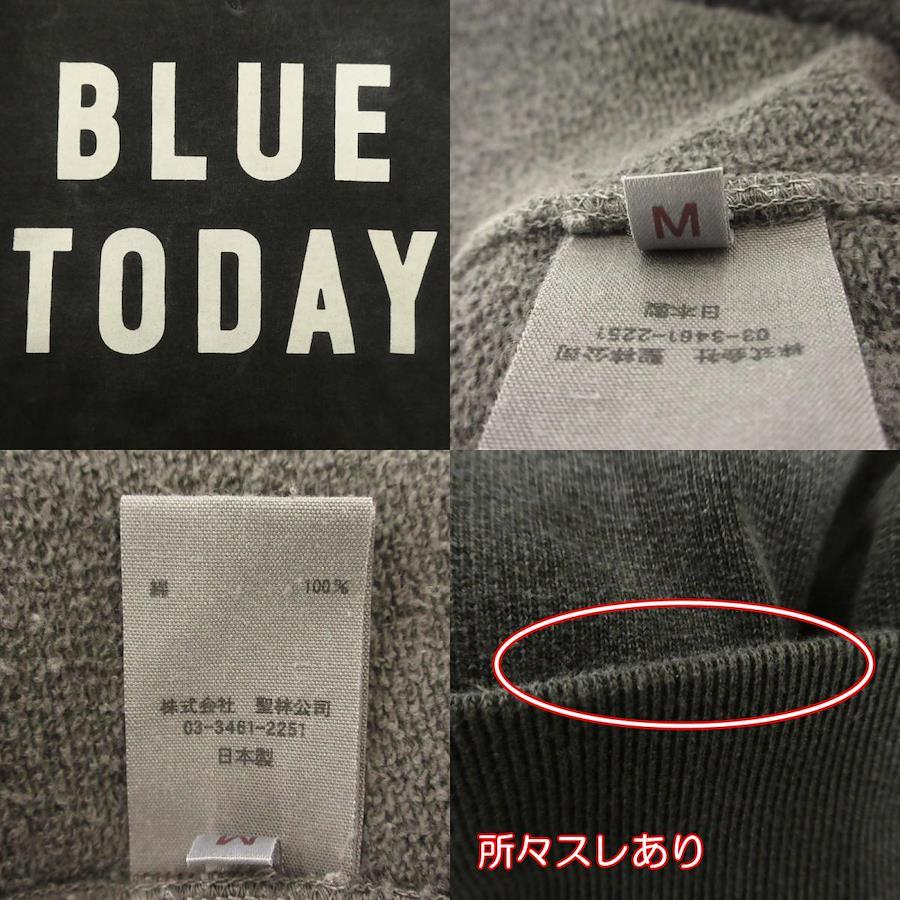 BLUE
TODAY
M
株式会社 聖林公司
03-3461-2251
日本製
綿 100%
株式会社 聖林公司
03-3461-2251
日本製
M
所々スレあり